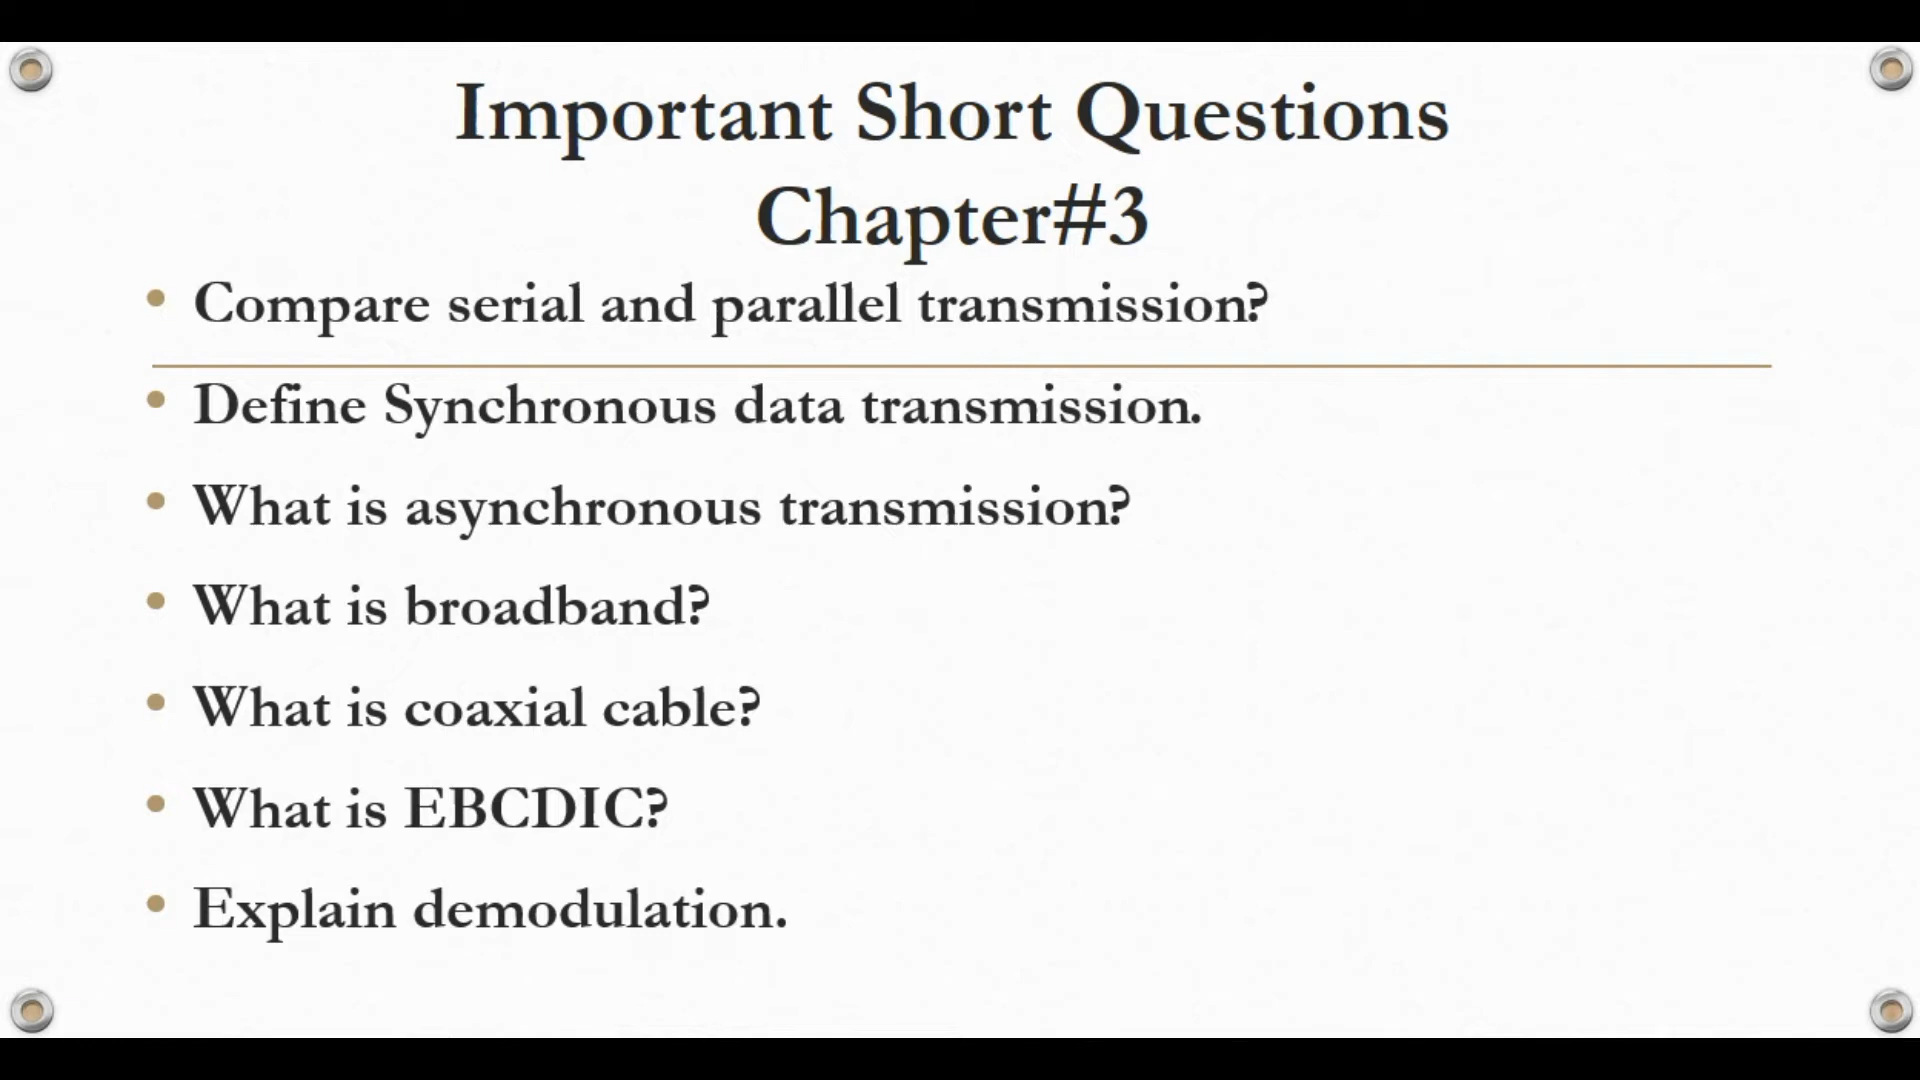 Important Short Questions
Chapter#3
• Compare serial and parallel transmission?
• Define Synchronous data transmission.
• What is asynchronous transmission?
• What is broadband?
• What is coaxial cable?
• What is EBCDIC?
• Explain demodulation.